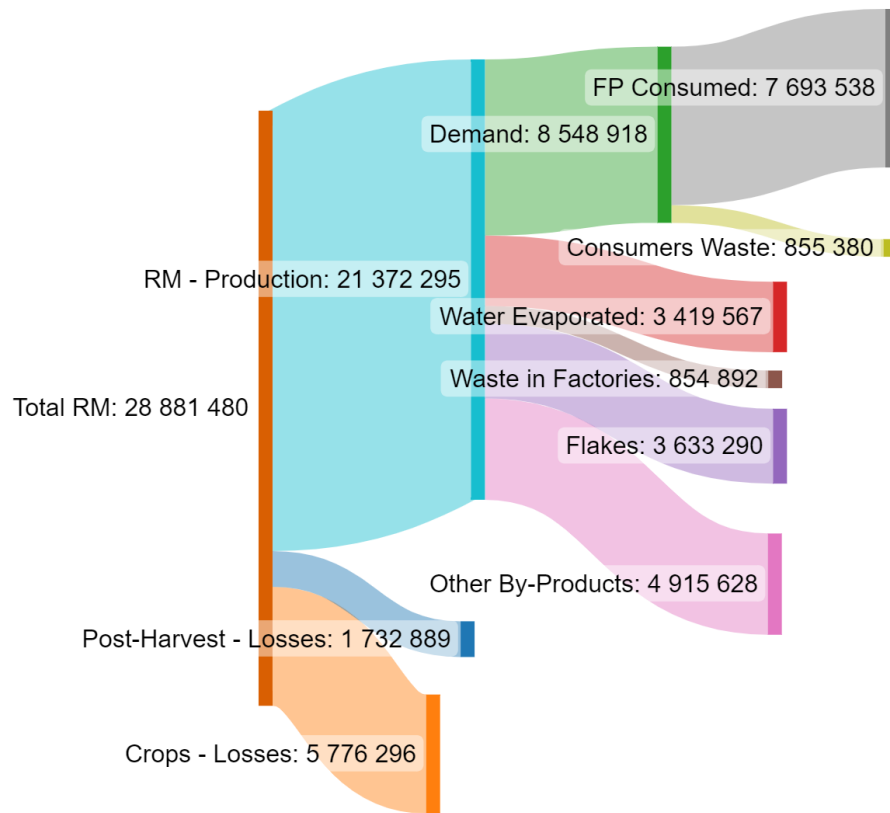 FP Consumed: 7 693 538
Demand: 8 548 918
Consumers Waste: 855 380
RM - Production: 21 372 295
Water Evaporated: 3 419 567
Waste in Factories: 854 892
Total RM: 28 881 480
Flakes: 3 633 290
Other By-Products: 4 915 628
Post-Harvest - Losses: 1 732 889
Crops - Losses: 5 776 296